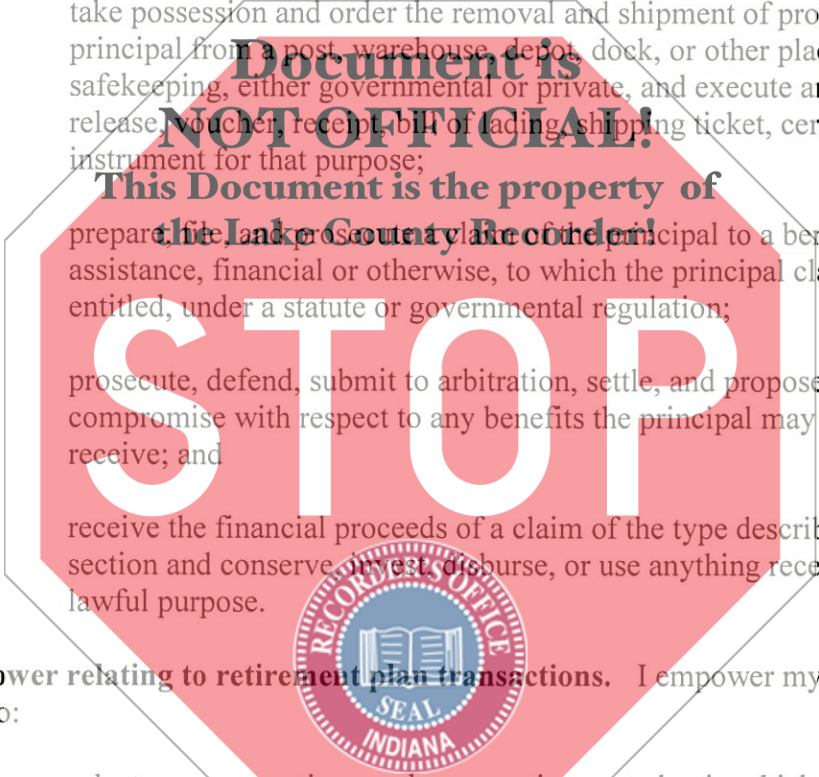 take possession and order the removal and shipment of pro
principal from a post, warehouse, depot, dock, or other pla
safekeeping, either governmental or private, and execute a
release, voucher, receipt, bill of lading, shipping ticket, cer
instrument for that purpose;
Document is
NOT OFFICIAL!
This Document is the property of
the Lake County Recorder!
prepare, file, and prosecute a claim of the principal to a ben
assistance, financial or otherwise, to which the principal cla
entitled, under a statute or governmental regulation;
STOP
prosecute, defend, submit to arbitration, settle, and propose
compromise with respect to any benefits the principal may
receive; and
receive the financial proceeds of a claim of the type describ
section and conserve, invest, disburse, or use anything rece
lawful purpose.
RECORDER'S OFFICE
SEAL
INDIANA
ower relating to retirement plan transactions. I empower my
o: